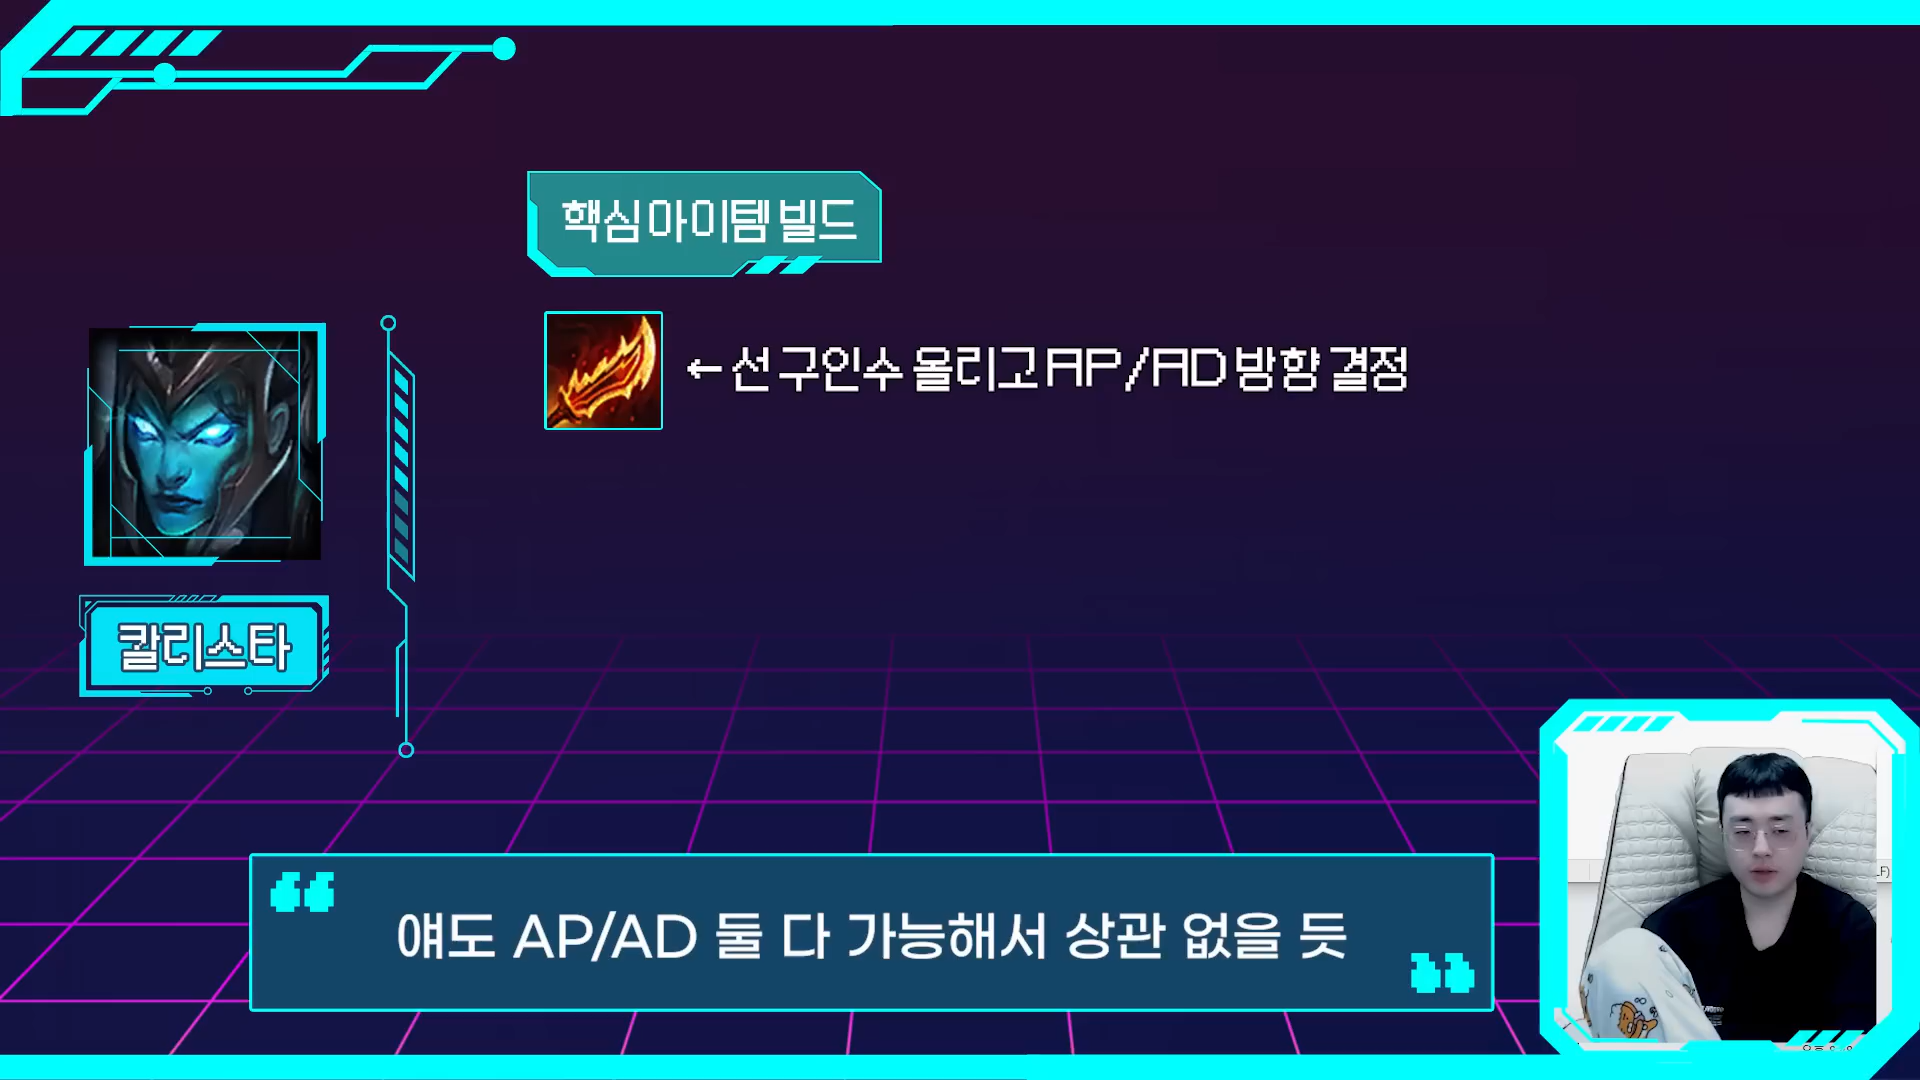 핵심 아이템 빌드
← 선 구인수 올리고 AP/AD 방향 결정
칼리스타
얘도 AP/AD 둘 다 가능해서 상관 없을 듯
LF)